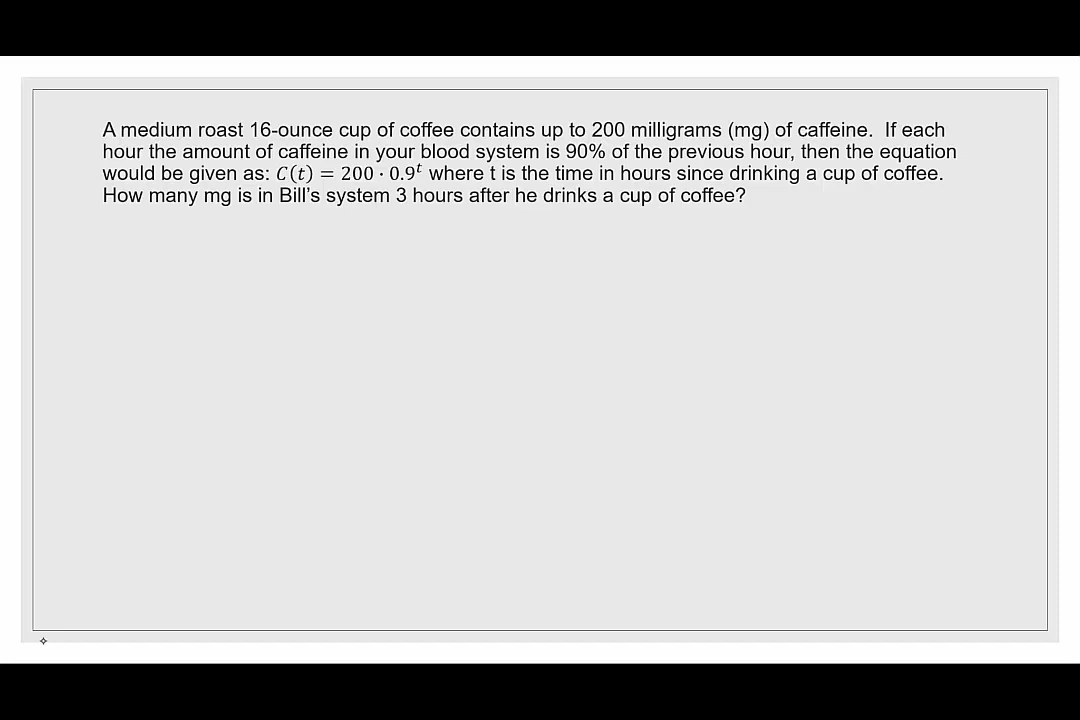 A medium roast 16-ounce cup of coffee contains up to 200 milligrams (mg) of caffeine.  If each
hour the amount of caffeine in your blood system is 90% of the previous hour, then the equation
would be given as: C(t) = 200 · 0.9^t where t is the time in hours since drinking a cup of coffee.
How many mg is in Bill’s system 3 hours after he drinks a cup of coffee?